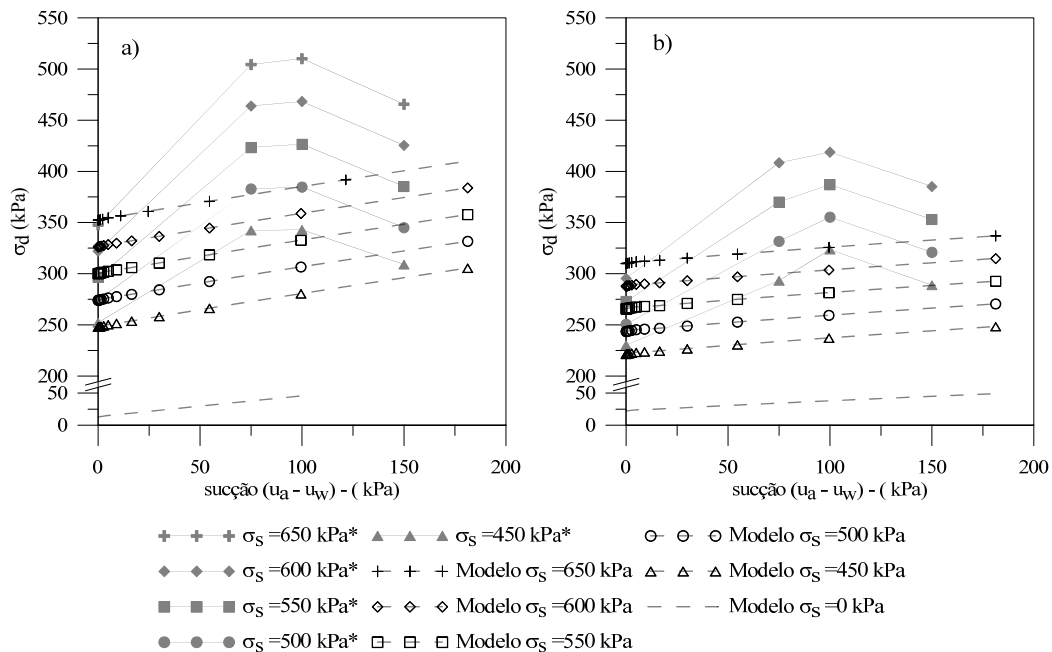 a)
550
500
450
400
350
300
250
200
50
0
σd (kPa)
0 50 100 150 200
sucção (ua - uw) - ( kPa)
b)
550
500
450
400
350
300
250
200
50
0
σd (kPa)
0 50 100 150 200
sucção (ua - uw) - ( kPa)
σS =650 kPa* σS =450 kPa* Modelo σS =500 kPa
σS =600 kPa* Modelo σS =650 kPa Modelo σS =450 kPa
σS =550 kPa* Modelo σS =600 kPa Modelo σS =0 kPa
σS =500 kPa* Modelo σS =550 kPa